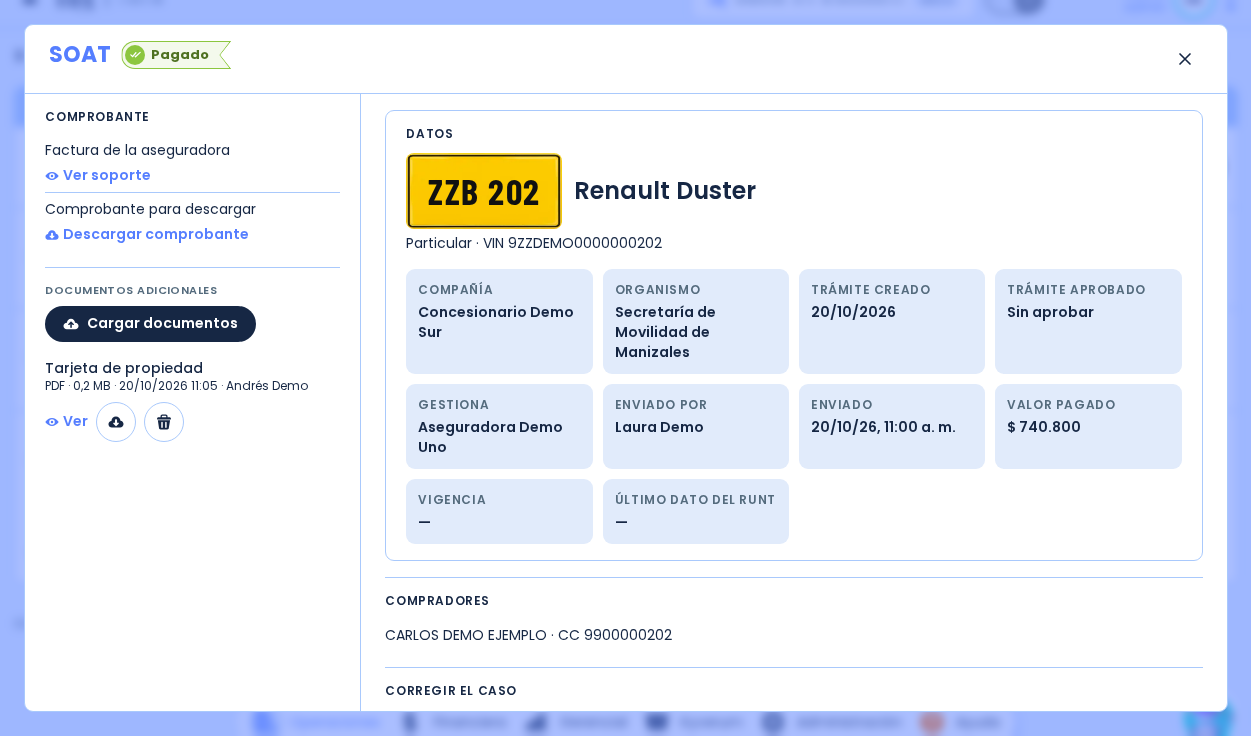 SOAT
Pagado
COMPROBANTE
Factura de la aseguradora
Ver soporte
Comprobante para descargar
Descargar comprobante
DOCUMENTOS ADICIONALES
Cargar documentos
Tarjeta de propiedad
PDF · 0,2 MB · 20/10/2026 11:05 · Andrés Demo
Ver
DATOS
ZZB 202
Renault Duster
Particular · VIN 9ZZDEMO0000000202
COMPAÑÍA
Concesionario Demo
Sur
ORGANISMO
Secretaría de
Movilidad de
Manizales
TRÁMITE CREADO
20/10/2026
TRÁMITE APROBADO
Sin aprobar
GESTIONA
Aseguradora Demo
Uno
ENVIADO POR
Laura Demo
ENVIADO
20/10/26, 11:00 a. m.
VALOR PAGADO
$ 740.800
VIGENCIA
—
ÚLTIMO DATO DEL RUNT
—
COMPRADORES
CARLOS DEMO EJEMPLO · CC 9900000202
CORREGIR EL CASO